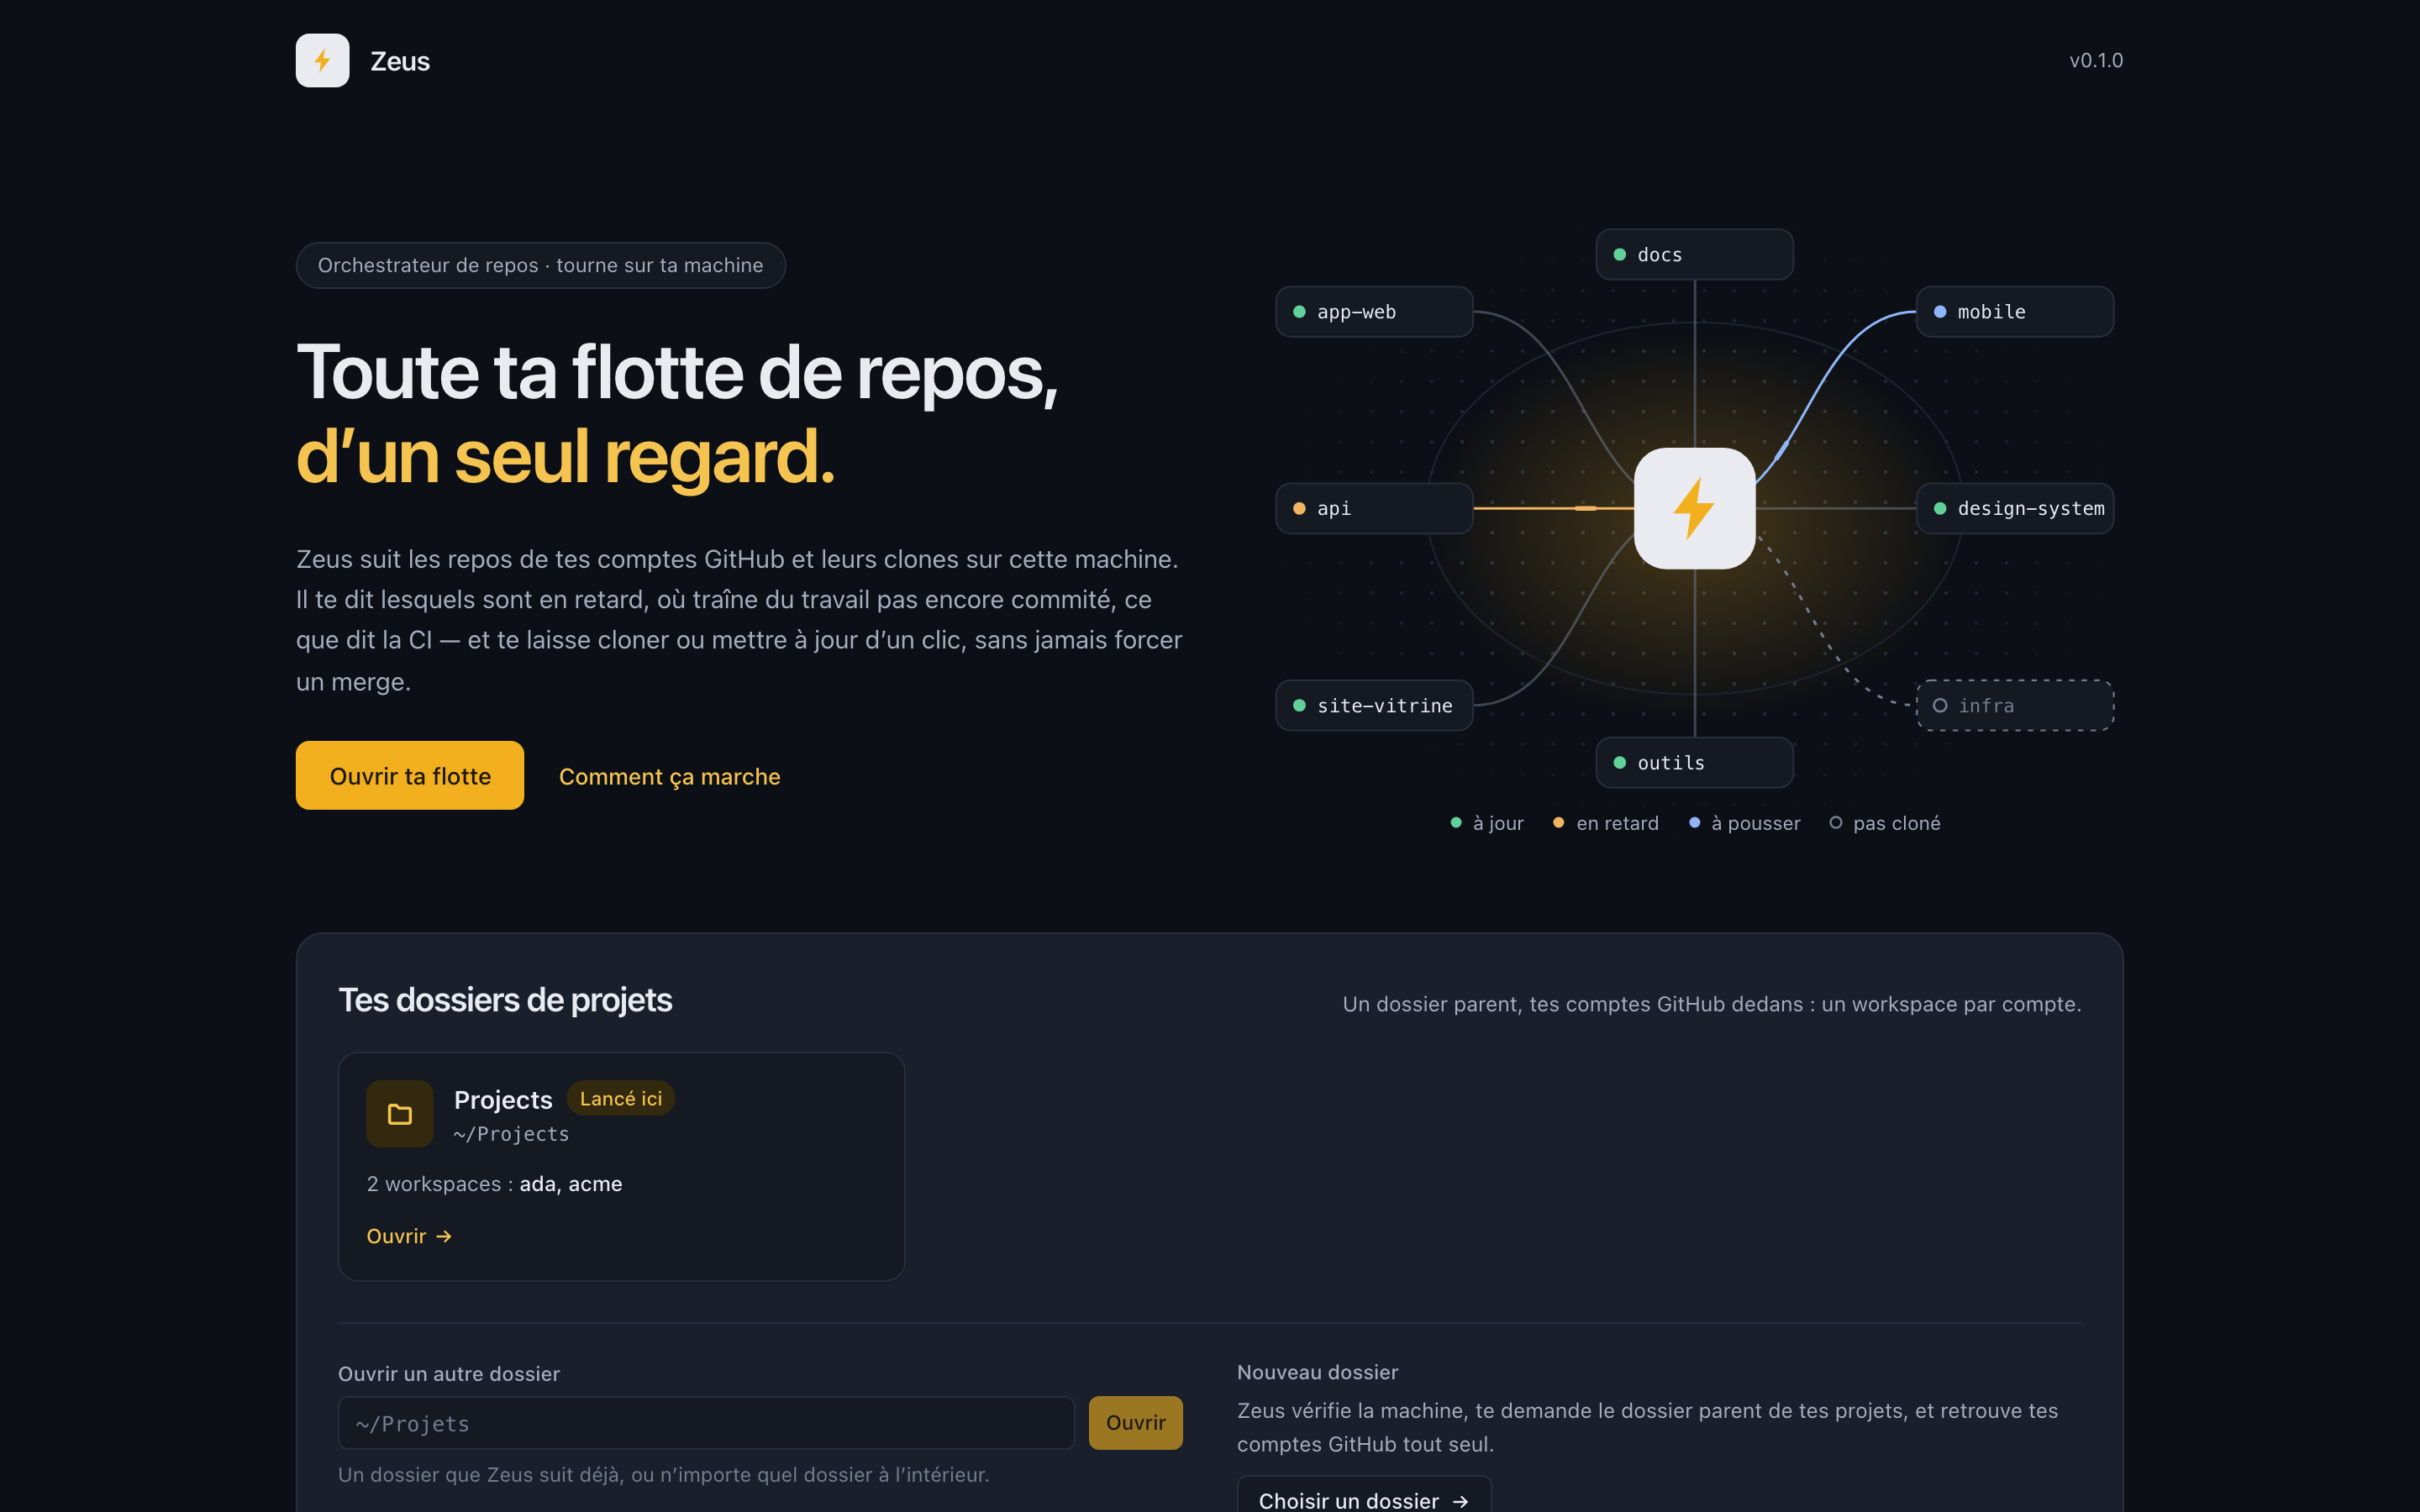 Zeus
v0.1.0
Orchestrateur de repos · tourne sur ta machine
Toute ta flotte de repos,
d’un seul regard.
Zeus suit les repos de tes comptes GitHub et leurs clones sur cette machine.
Il te dit lesquels sont en retard, où traîne du travail pas encore commité, ce
que dit la CI — et te laisse cloner ou mettre à jour d’un clic, sans jamais forcer
un merge.
Ouvrir ta flotte
Comment ça marche
docs
app-web
mobile
api
design-system
site-vitrine
infra
outils
à jour
en retard
à pousser
pas cloné
Tes dossiers de projets
Un dossier parent, tes comptes GitHub dedans : un workspace par compte.
Projects
Lancé ici
~/Projects
2 workspaces : ada, acme
Ouvrir →
Ouvrir un autre dossier
~/Projets
Ouvrir
Un dossier que Zeus suit déjà, ou n’importe quel dossier à l’intérieur.
Nouveau dossier
Zeus vérifie la machine, te demande le dossier parent de tes projets, et retrouve tes
comptes GitHub tout seul.
Choisir un dossier →